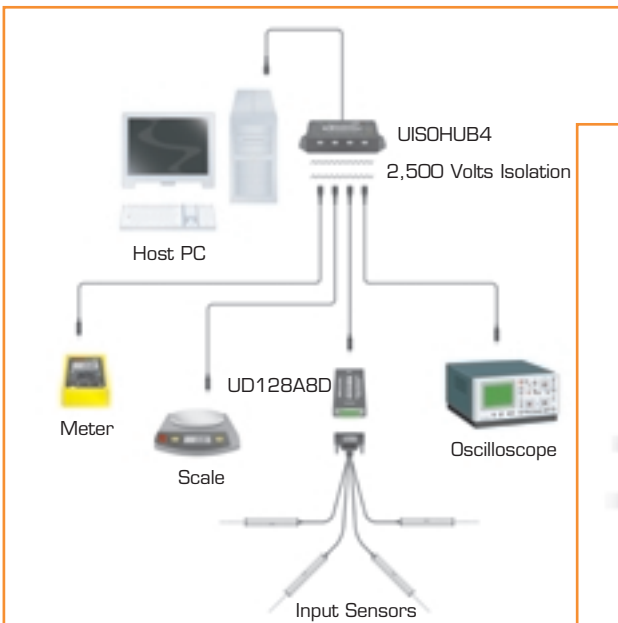 UISOHUB4
2,500 Volts Isolation
Host PC
UD128A8D
Meter
Oscilloscope
Scale
Input Sensors